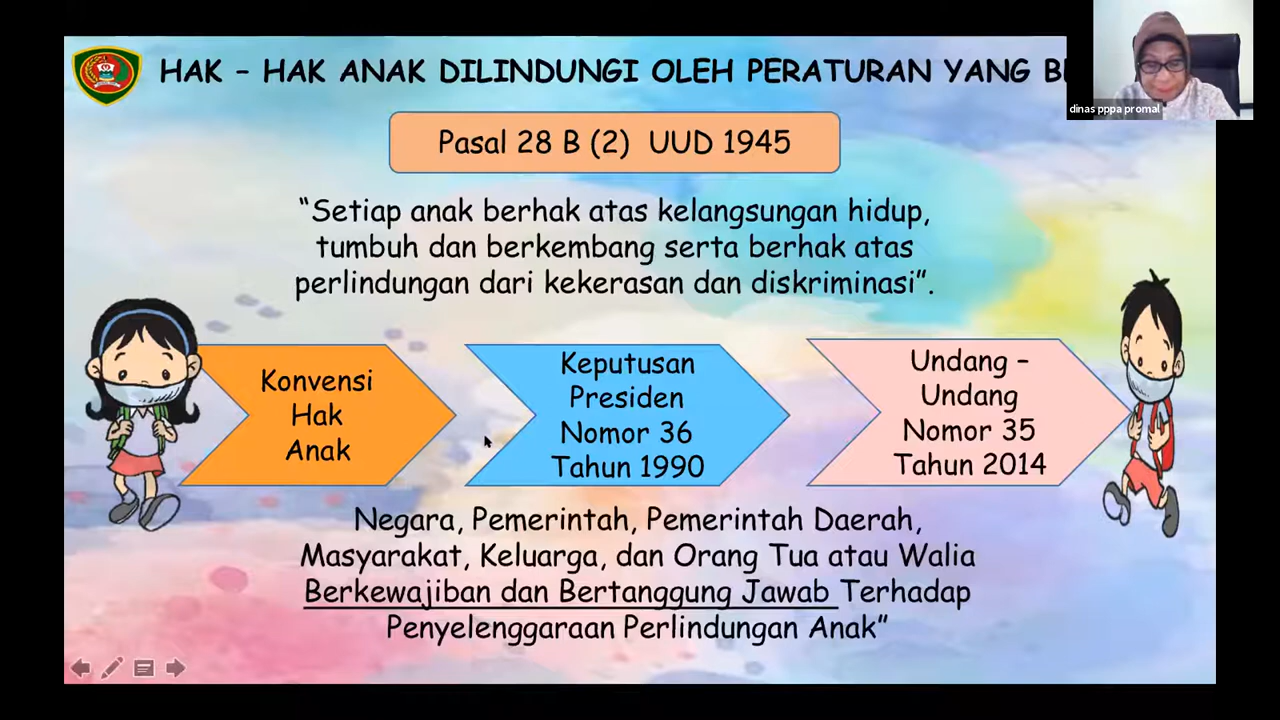 HAK - HAK ANAK DILINDUNGI OLEH PERATURAN YANG
dinas pppa promal
Pasal 28 B (2) UUD 1945
“Setiap anak berhak atas kelangsungan hidup,
tumbuh dan berkembang serta berhak atas
perlindungan dari kekerasan dan diskriminasi”.
Konvensi
Hak
Anak
Keputusan
Presiden
Nomor 36
Tahun 1990
Undang –
Undang
Nomor 35
Tahun 2014
Negara, Pemerintah, Pemerintah Daerah,
Masyarakat, Keluarga, dan Orang Tua atau Walia
Berkewajiban dan Bertanggung Jawab Terhadap
Penyelenggaraan Perlindungan Anak”